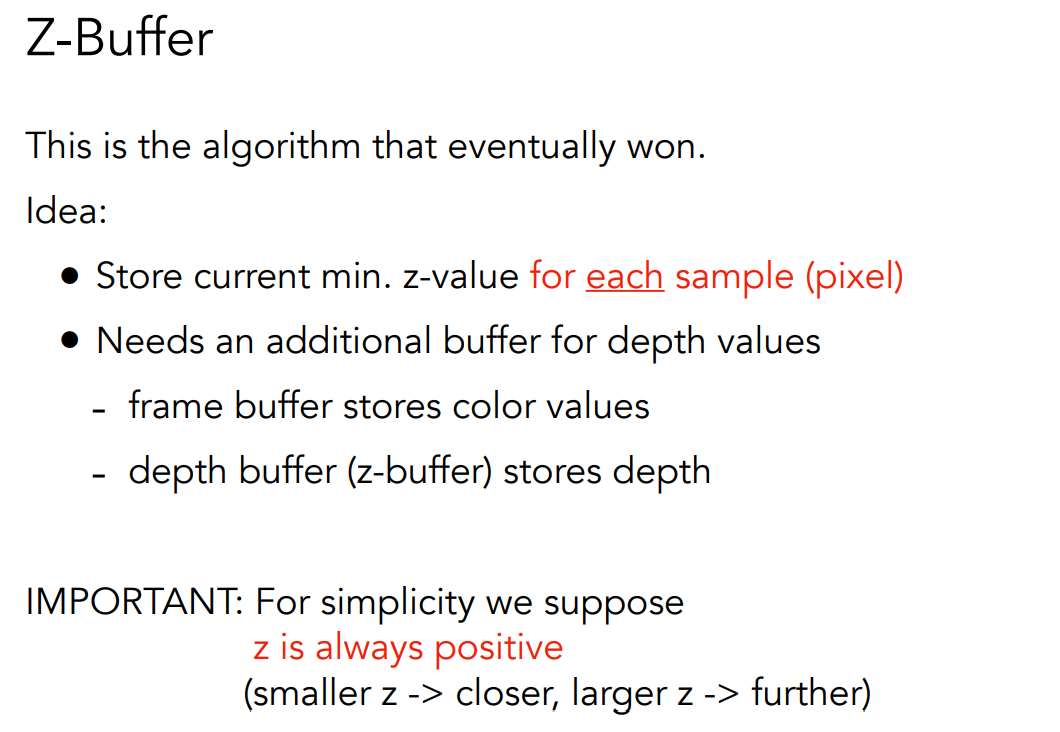 Z-Buffer
This is the algorithm that eventually won.
Idea:
• Store current min. z-value for each sample (pixel)
• Needs an additional buffer for depth values
- frame buffer stores color values
- depth buffer (z-buffer) stores depth
IMPORTANT: For simplicity we suppose
z is always positive
(smaller z -> closer, larger z -> further)